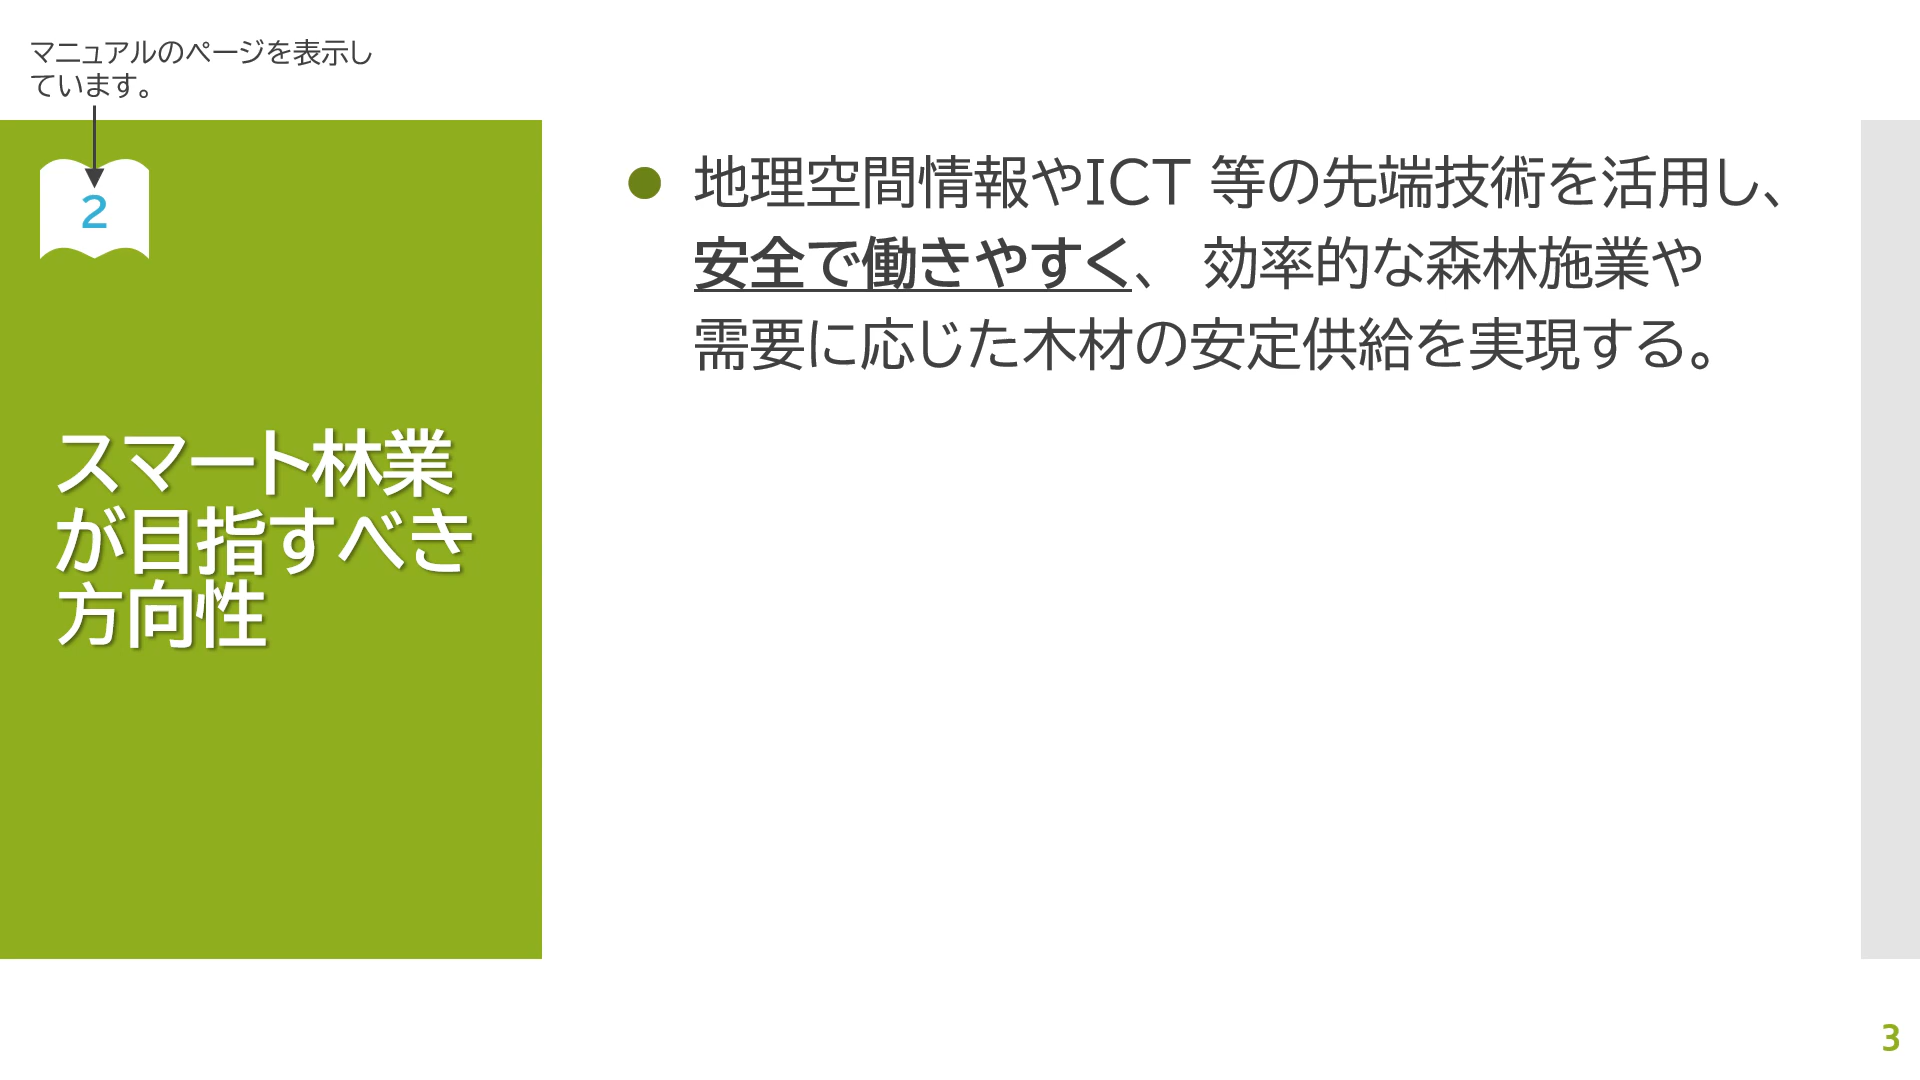 マニュアルのページを表示し
ています。
2
スマート林業
が目指すべき
方向性
地理空間情報やICT 等の先端技術を活用し、
安全で働きやすく、 効率的な森林施業や
需要に応じた木材の安定供給を実現する。
3